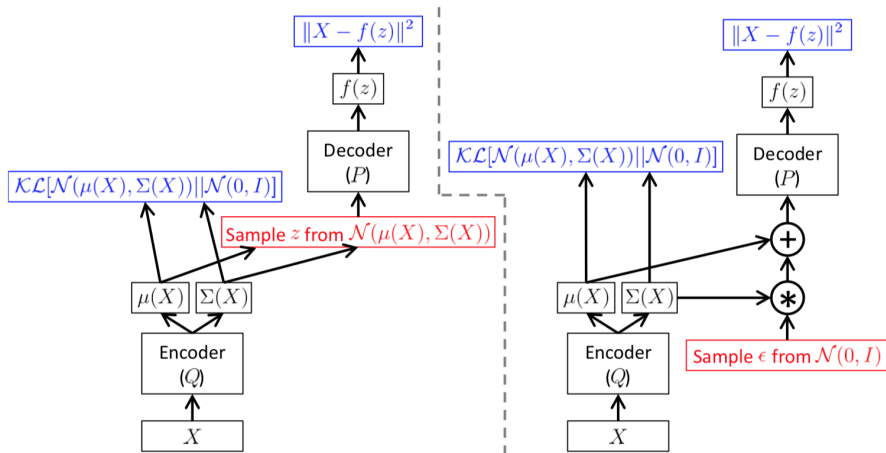 ‖X − f(z)‖²
f(z)
Decoder
(P)
𝒦ℒ[𝒩(μ(X), Σ(X))||𝒩(0, I)]
Sample z from 𝒩(μ(X), Σ(X))
μ(X)
Σ(X)
Encoder
(Q)
X
‖X − f(z)‖²
f(z)
Decoder
(P)
𝒦ℒ[𝒩(μ(X), Σ(X))||𝒩(0, I)]
+
μ(X)
Σ(X)
*
Encoder
(Q)
Sample ϵ from 𝒩(0, I)
X